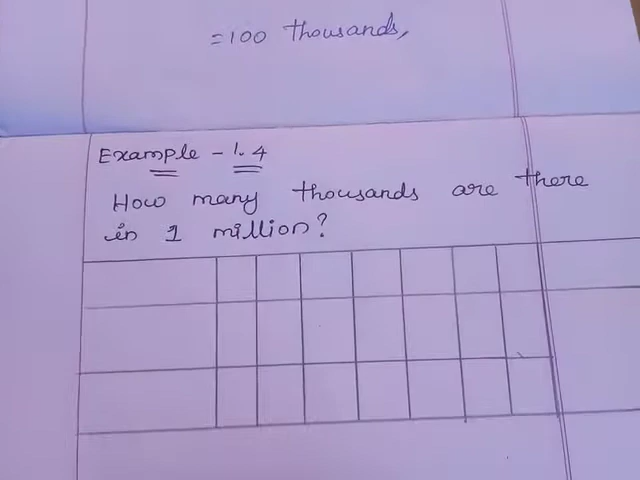 =100 thousands,
Example - 1.4
How many thousands are there
in 1 million?